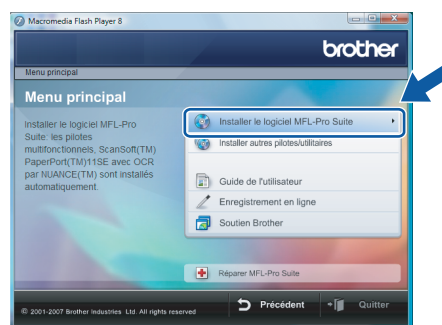 Macromedia Flash Player 8
brother
Menu principal
Menu principal
Installer le logiciel MFL-Pro
Suite: les pilotes
multifonctionnels, ScanSoft(TM)
PaperPort(TM)11SE avec OCR
par NUANCE(TM) sont installés
automatiquement.
Installer le logiciel MFL-Pro Suite
Installer autres pilotes/utilitaires
Guide de l'utilisateur
Enregistrement en ligne
Soutien Brother
Réparer MFL-Pro Suite
© 2001-2007 Brother Industries Ltd. All rights reserved
Précédent
Quitter